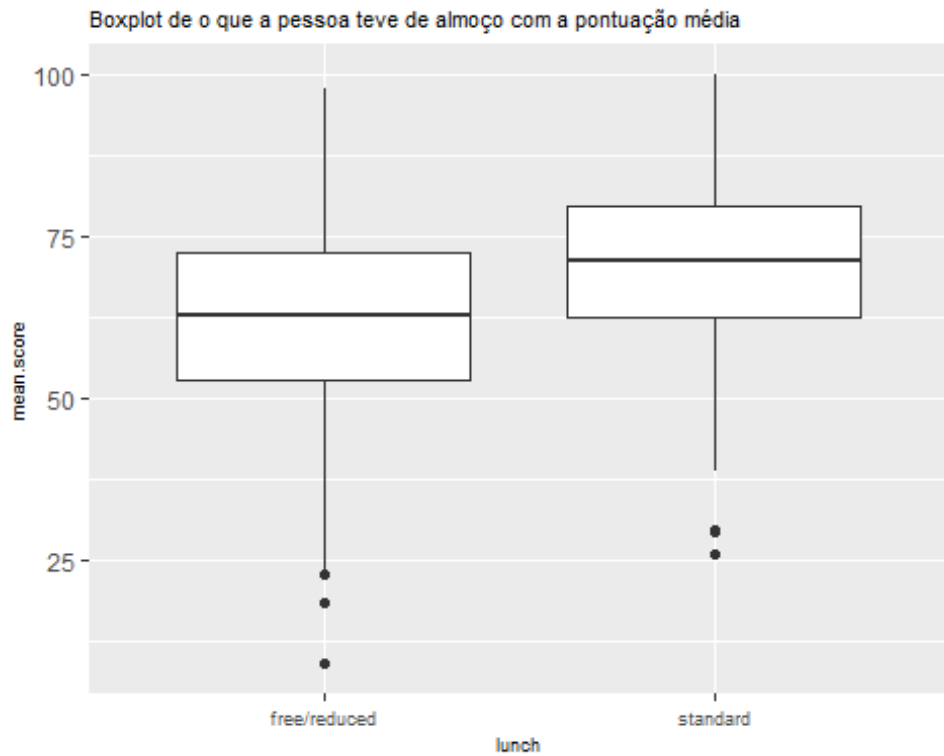 Boxplot de o que a pessoa teve de almoço com a pontuação média
100
75
50
25
mean.score
free/reduced
standard
lunch